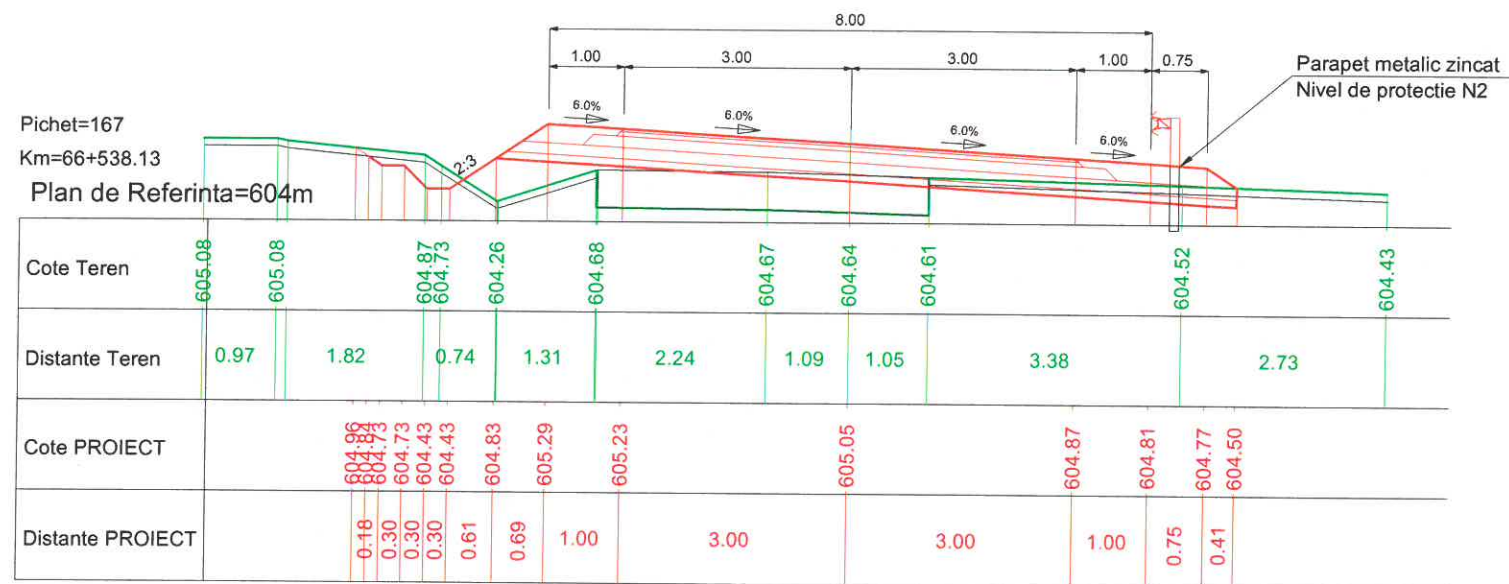 8.00
1.00 3.00 3.00 1.00 0.75
Parapet metalic zincat
Nivel de protectie N2
6.0% 6.0% 6.0% 6.0%
Pichet=167
Km=66+538.13
2:3
Plan de Referinta=604m
Cote Teren 605.08 605.08 604.87 604.73 604.26 604.68 604.67 604.64 604.61 604.52 604.43
Distante Teren 0.97 1.82 0.74 1.31 2.24 1.09 1.05 3.38 2.73
Cote PROIECT 604.96 604.84 604.73 604.73 604.43 604.43 604.83 605.29 605.23 605.05 604.87 604.81 604.77 604.50
Distante PROIECT 0.18 0.30 0.30 0.30 0.61 0.69 1.00 3.00 3.00 1.00 0.75 0.41